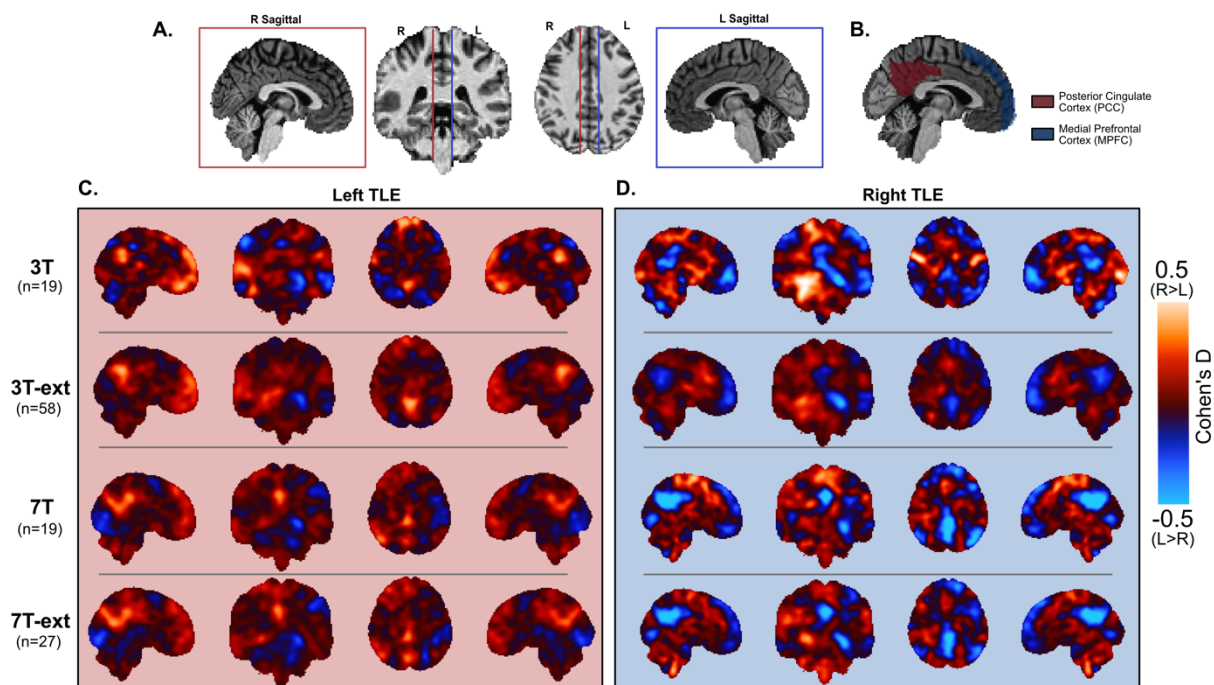 A.
R Sagittal
R
L
R
L
L Sagittal
B.
Posterior Cingulate
Cortex (PCC)
Medial Prefrontal
Cortex (MPFC)
C.
Left TLE
D.
Right TLE
3T
(n=19)
3T-ext
(n=58)
7T
(n=19)
7T-ext
(n=27)
0.5
(R>L)
Cohen's D
-0.5
(L>R)